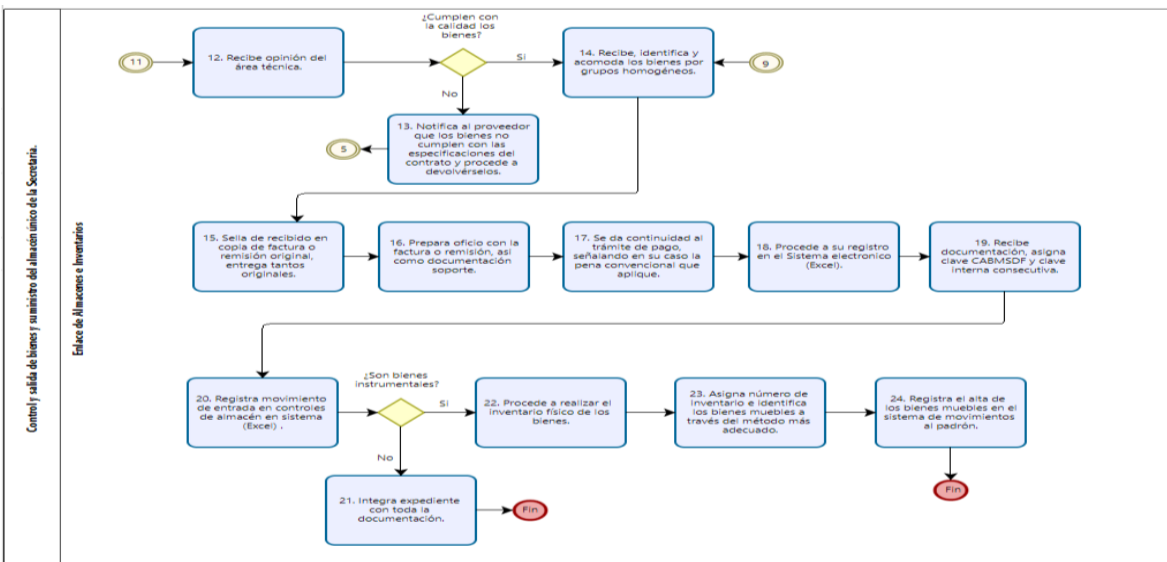 Control y salida de bienes y suministro del almacén único de la Secretaría.
Enlace de Almacenes e Inventarios
11
12. Recibe opinión del
área técnica.
¿Cumplen con
la calidad los
bienes?
Si
No
14. Recibe, identifica y
acomoda los bienes por
grupos homogéneos.
9
13. Notifica al proveedor
que los bienes no
cumplen con las
especificaciones del
contrato y procede a
devolvérselos.
5
15. Sella de recibido en
copia de factura o
remisión original,
entrega tantos
originales.
16. Prepara oficio con la
factura o remisión, así
como documentación
soporte.
17. Se da continuidad al
trámite de pago,
señalando en su caso la
pena convencional que
aplique.
18. Procede a su registro
en el Sistema electronico
(Excel).
19. Recibe
documentación, asigna
clave CABMSDF y clave
interna consecutiva.
20. Registra movimiento
de entrada en controles
de almacén en sistema
(Excel) .
¿Son bienes
instrumentales?
Si
No
22. Procede a realizar el
inventario físico de los
bienes.
23. Asigna número de
inventario e identifica
los bienes muebles a
través del método más
adecuado.
24. Registra el alta de
los bienes muebles en el
sistema de movimientos
al padrón.
Fin
21. Integra expediente
con toda la
documentación.
Fin